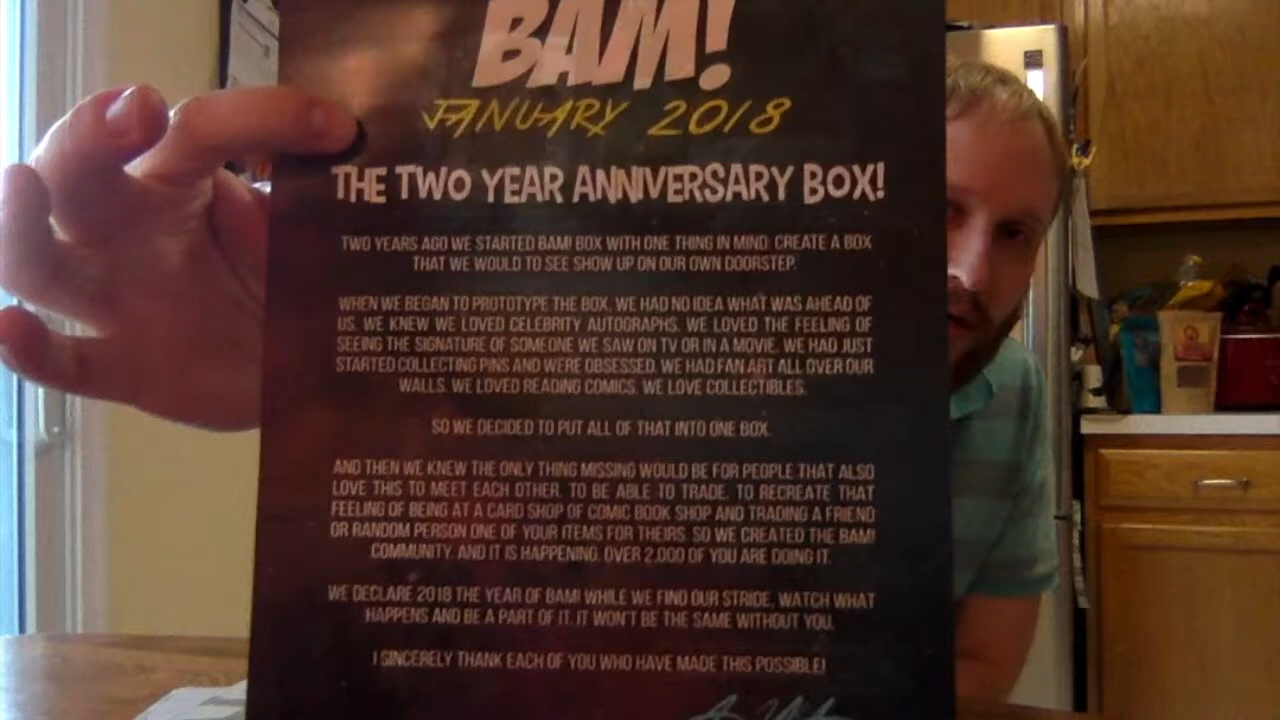 BAM!
JANUARY 2018
THE TWO YEAR ANNIVERSARY BOX!
TWO YEARS AGO WE STARTED BAM! BOX WITH ONE THING IN MIND: CREATE A BOX
THAT WE WOULD TO SEE SHOW UP ON OUR OWN DOORSTEP.
WHEN WE BEGAN TO PROTOTYPE THE BOX, WE HAD NO IDEA WHAT WAS AHEAD OF
US. WE KNEW WE LOVED CELEBRITY AUTOGRAPHS. WE LOVED THE FEELING OF
SEEING THE SIGNATURE OF SOMEONE WE SAW ON TV OR IN A MOVIE. WE HAD JUST
STARTED COLLECTING PINS AND WERE OBSESSED. WE HAD FAN ART ALL OVER OUR
WALLS. WE LOVED READING COMICS. WE LOVE COLLECTIBLES.
SO WE DECIDED TO PUT ALL OF THAT INTO ONE BOX.
AND THEN WE KNEW THE ONLY THING MISSING WOULD BE FOR PEOPLE THAT ALSO
LOVE THIS TO MEET EACH OTHER. TO BE ABLE TO TRADE. TO RECREATE THAT
FEELING OF BEING AT A CARD SHOP OF COMIC BOOK SHOP AND TRADING A FRIEND
OR RANDOM PERSON ONE OF YOUR ITEMS FOR THEIRS. SO WE CREATED THE BAM!
COMMUNITY. AND IT IS HAPPENING. OVER 2,000 OF YOU ARE DOING IT.
WE DECLARE 2018 THE YEAR OF BAM! WHILE WE FIND OUR STRIDE, WATCH WHAT
HAPPENS AND BE A PART OF IT. IT WON'T BE THE SAME WITHOUT YOU.
I SINCERELY THANK EACH OF YOU WHO HAVE MADE THIS POSSIBLE!